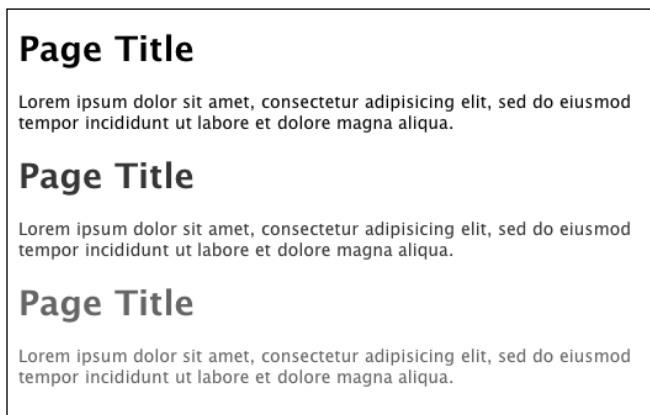 Page Title
Lorem ipsum dolor sit amet, consectetur adipisicing elit, sed do eiusmod
tempor incididunt ut labore et dolore magna aliqua.
Page Title
Lorem ipsum dolor sit amet, consectetur adipisicing elit, sed do eiusmod
tempor incididunt ut labore et dolore magna aliqua.
Page Title
Lorem ipsum dolor sit amet, consectetur adipisicing elit, sed do eiusmod
tempor incididunt ut labore et dolore magna aliqua.